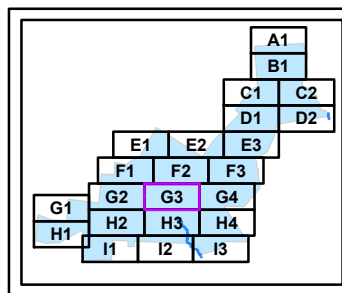 A1
B1
C1 C2
D1 D2
E1 E2 E3
F1 F2 F3
G1 G2 G3 G4
H1 H2 H3 H4
I1 I2 I3